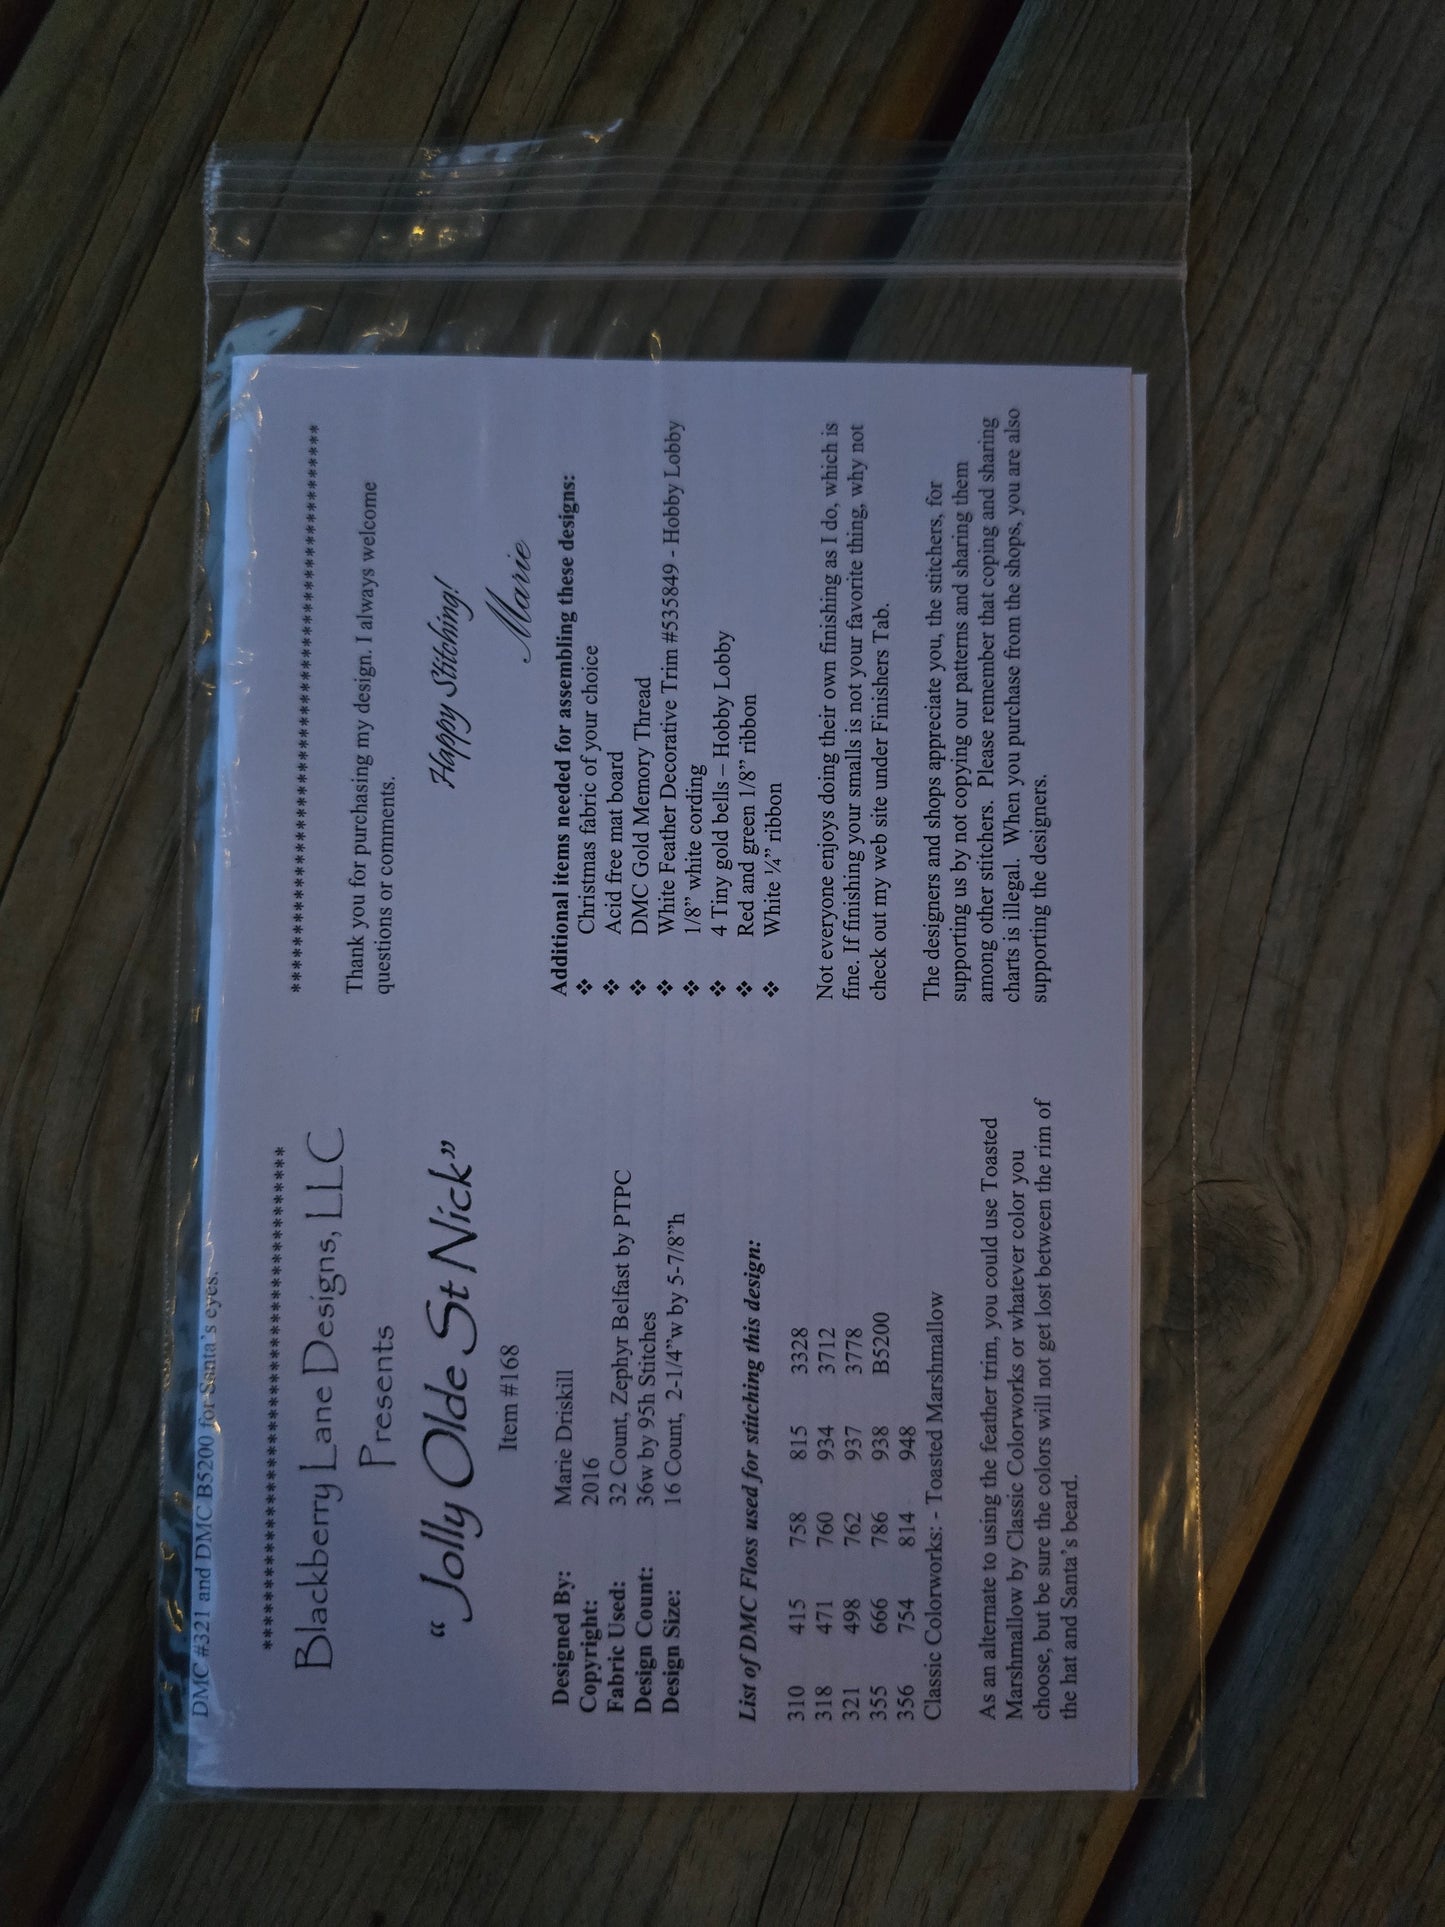 DMC #321 and DMC B5200 for Santa's eyes.
**********************************************************
Blackberry Lane Designs, LLC
Presents
“Jolly Olde St Nick”
Item #168
Designed By: Marie Driskill
Copyright: 2016
Fabric Used: 32 Count, Zephyr Belfast by PTPC
Design Count: 36w by 95h Stitches
Design Size: 16 Count, 2-1/4”w by 5-7/8”h
List of DMC Floss used for stitching this design:
310 415 758 815 3328
318 471 760 934 3712
321 498 762 937 3778
355 666 786 938 B5200
356 754 814 948
Classic Colorworks: - Toasted Marshmallow
As an alternate to using the feather trim, you could use Toasted
Marshmallow by Classic Colorworks or whatever color you
choose, but be sure the colors will not get lost between the rim of
the hat and Santa's beard.
******************************************************************
Thank you for purchasing my design. I always welcome
questions or comments.
Happy Stitching!
Marie
Additional items needed for assembling these designs:
❖ Christmas fabric of your choice
❖ Acid free mat board
❖ DMC Gold Memory Thread
❖ White Feather Decorative Trim #535849 - Hobby Lobby
❖ 1/8” white cording
❖ 4 Tiny gold bells – Hobby Lobby
❖ Red and green 1/8” ribbon
❖ White ¼” ribbon
Not everyone enjoys doing their own finishing as I do, which is
fine. If finishing your smalls is not your favorite thing, why not
check out my web site under Finishers Tab.
The designers and shops appreciate you, the stitchers, for
supporting us by not copying our patterns and sharing them
among other stitchers. Please remember that coping and sharing
charts is illegal. When you purchase from the shops, you are also
supporting the designers.